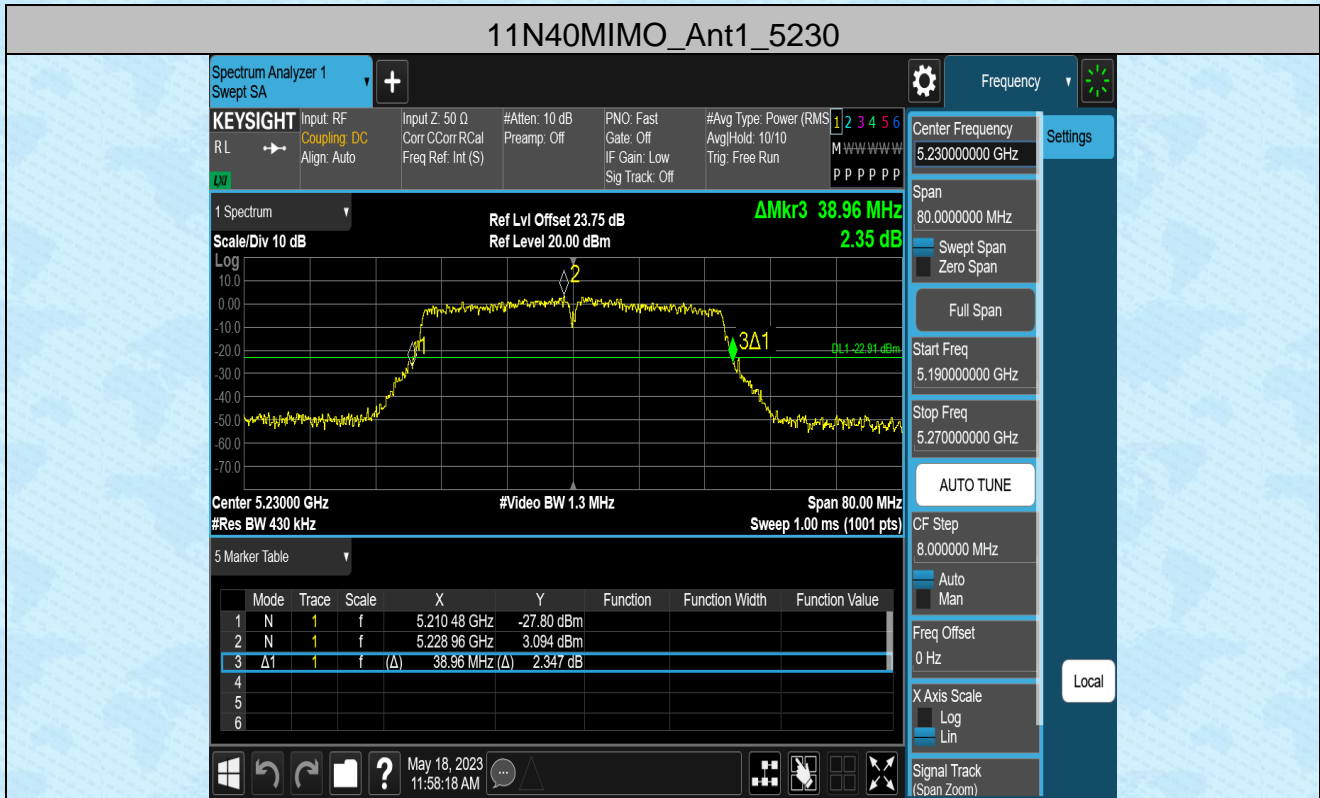 11N40MIMO_Ant1_5230
Spectrum Analyzer 1
Swept SA
Frequency
KEYSIGHT
RL
LXI
Input: RF
Coupling: DC
Align: Auto
Input Z: 50 Ω
Corr CCorr RCal
Freq Ref: Int (S)
#Atten: 10 dB
Preamp: Off
PNO: Fast
Gate: Off
IF Gain: Low
Sig Track: Off
#Avg Type: Power (RMS
Avg|Hold: 10/10
Trig: Free Run
1 2 3 4 5 6
M W W W W W
P P P P P P
1 Spectrum
Scale/Div 10 dB
Ref Lvl Offset 23.75 dB
Ref Level 20.00 dBm
ΔMkr3 38.96 MHz
2.35 dB
Log
10.0
0.00
-10.0
-20.0
-30.0
-40.0
-50.0
-60.0
-70.0
2
1
3Δ1
DL1 -22.91 dBm
Center 5.23000 GHz
#Video BW 1.3 MHz
Span 80.00 MHz
#Res BW 430 kHz
Sweep 1.00 ms (1001 pts)
5 Marker Table
Mode Trace Scale X Y Function Function Width Function Value
1 N 1 f 5.210 48 GHz -27.80 dBm
2 N 1 f 5.228 96 GHz 3.094 dBm
3 Δ1 1 f (Δ) 38.96 MHz (Δ) 2.347 dB
4
5
6
May 18, 2023
11:58:18 AM
Center Frequency
5.230000000 GHz
Settings
Span
80.0000000 MHz
Swept Span
Zero Span
Full Span
Start Freq
5.190000000 GHz
Stop Freq
5.270000000 GHz
AUTO TUNE
CF Step
8.000000 MHz
Auto
Man
Freq Offset
0 Hz
X Axis Scale
Log
Lin
Local
Signal Track
(Span Zoom)